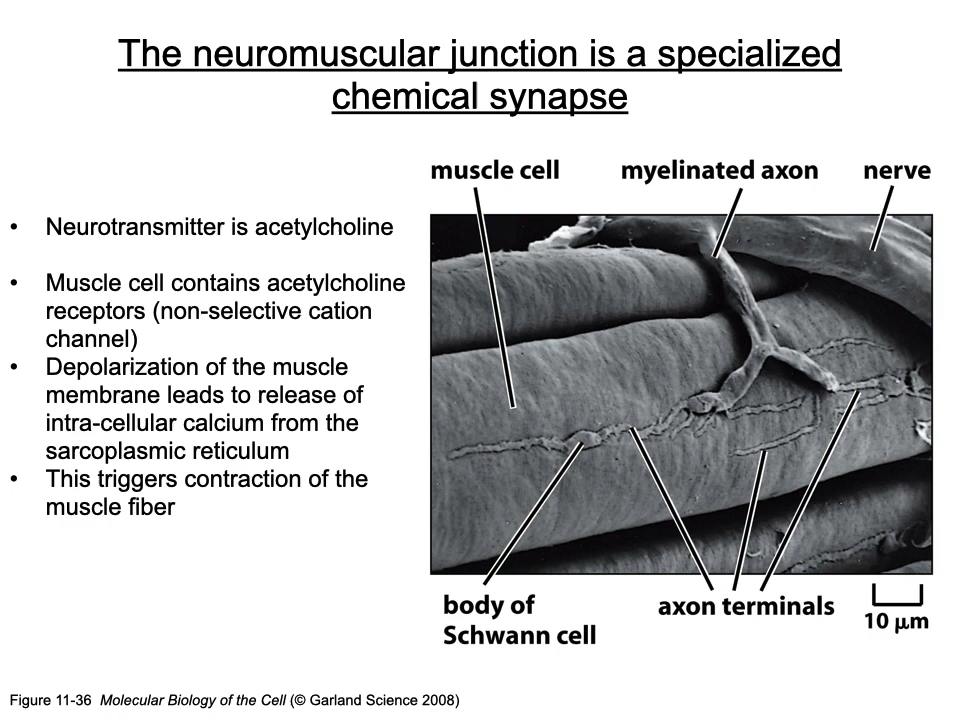 The neuromuscular junction is a specialized
chemical synapse
• Neurotransmitter is acetylcholine
• Muscle cell contains acetylcholine
receptors (non-selective cation
channel)
• Depolarization of the muscle
membrane leads to release of
intra-cellular calcium from the
sarcoplasmic reticulum
• This triggers contraction of the
muscle fiber
muscle cell
myelinated axon
nerve
body of
Schwann cell
axon terminals
10 μm
Figure 11-36 Molecular Biology of the Cell (© Garland Science 2008)